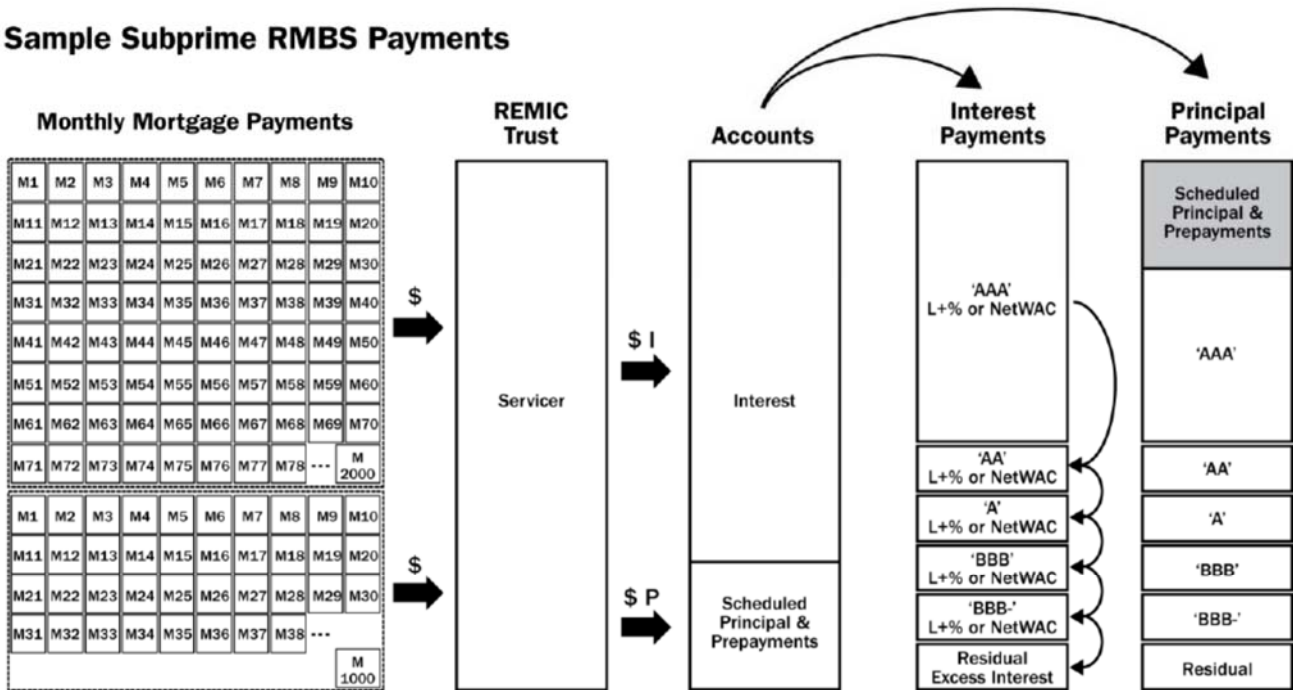 Sample Subprime RMBS Payments
Monthly Mortgage Payments
REMIC
Trust
Accounts
Interest
Payments
Principal
Payments
M1 M2 M3 M4 M5 M6 M7 M8 M9 M10
M11 M12 M13 M14 M15 M16 M17 M18 M19 M20
M21 M22 M23 M24 M25 M26 M27 M28 M29 M30
M31 M32 M33 M34 M35 M36 M37 M38 M39 M40
M41 M42 M43 M44 M45 M46 M47 M48 M49 M50
M51 M52 M53 M54 M55 M56 M57 M58 M59 M60
M61 M62 M63 M64 M65 M66 M67 M68 M69 M70
M71 M72 M73 M74 M75 M76 M77 M78 --- M
2000
M1 M2 M3 M4 M5 M6 M7 M8 M9 M10
M11 M12 M13 M14 M15 M16 M17 M18 M19 M20
M21 M22 M23 M24 M25 M26 M27 M28 M29 M30
M31 M32 M33 M34 M35 M36 M37 M38 ---
M
1000
$
$
Servicer
$ I
$ P
Interest
Scheduled
Principal &
Prepayments
'AAA'
L+% or NetWAC
'AA'
L+% or NetWAC
'A'
L+% or NetWAC
'BBB'
L+% or NetWAC
'BBB-'
L+% or NetWAC
Residual
Excess Interest
Scheduled
Principal &
Prepayments
'AAA'
'AA'
'A'
'BBB'
'BBB-'
Residual